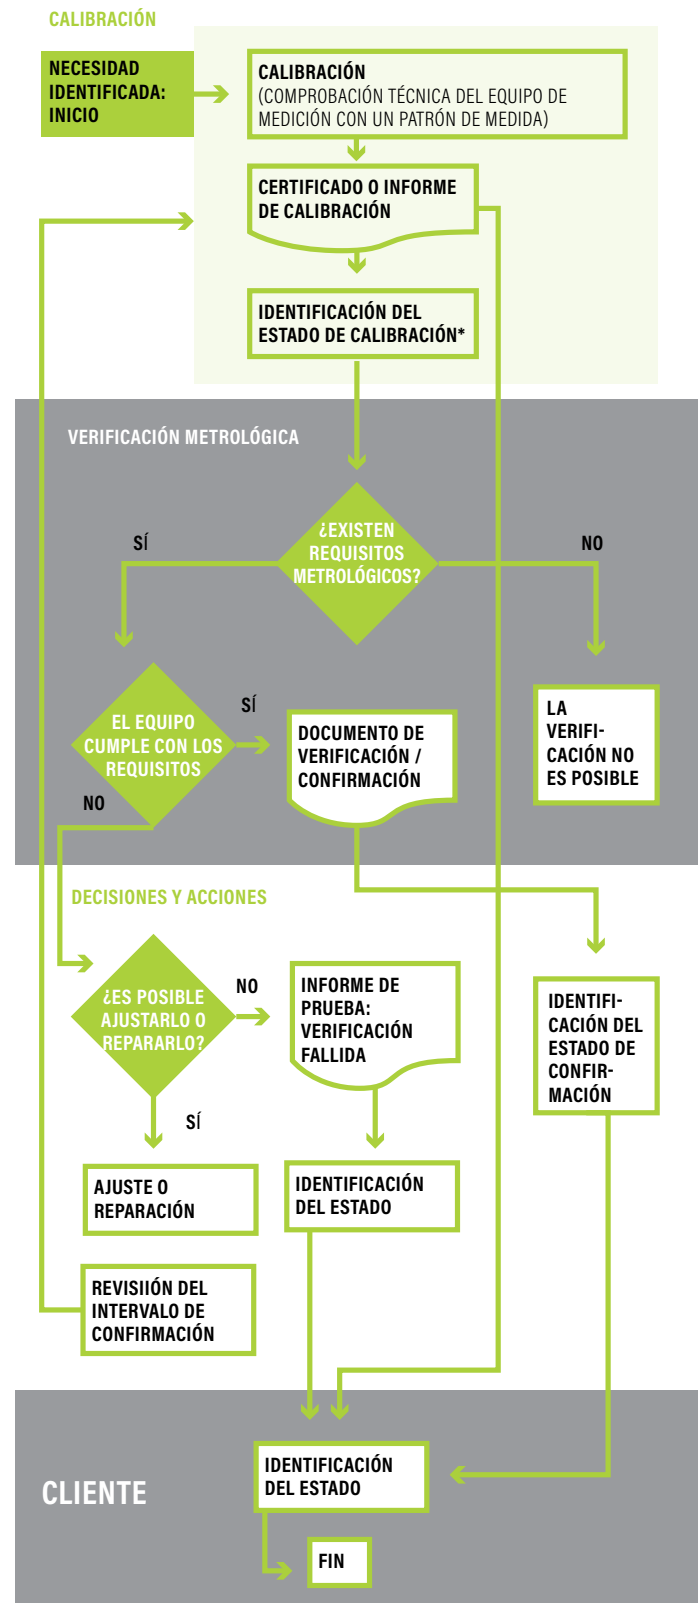 CALIBRACIÓN
NECESIDAD
IDENTIFICADA:
INICIO
CALIBRACIÓN
(COMPROBACIÓN TÉCNICA DEL EQUIPO DE
MEDICIÓN CON UN PATRÓN DE MEDIDA)
CERTIFICADO O INFORME
DE CALIBRACIÓN
IDENTIFICACIÓN DEL
ESTADO DE CALIBRACIÓN*
VERIFICACIÓN METROLÓGICA
¿EXISTEN
REQUISITOS
METROLÓGICOS?
SÍ
NO
EL EQUIPO
CUMPLE CON LOS
REQUISITOS
SÍ
NO
DOCUMENTO DE
VERIFICACIÓN /
CONFIRMACIÓN
LA
VERIFI-
CACIÓN NO
ES POSIBLE
DECISIONES Y ACCIONES
¿ES POSIBLE
AJUSTARLO O
REPARARLO?
NO
SÍ
INFORME DE
PRUEBA:
VERIFICACIÓN
FALLIDA
IDENTIFI-
CACIÓN DEL
ESTADO DE
CONFIR-
MACIÓN
AJUSTE O
REPARACIÓN
IDENTIFICACIÓN
DEL ESTADO
REVISIIÓN DEL
INTERVALO DE
CONFIRMACIÓN
CLIENTE
IDENTIFICACIÓN
DEL ESTADO
FIN